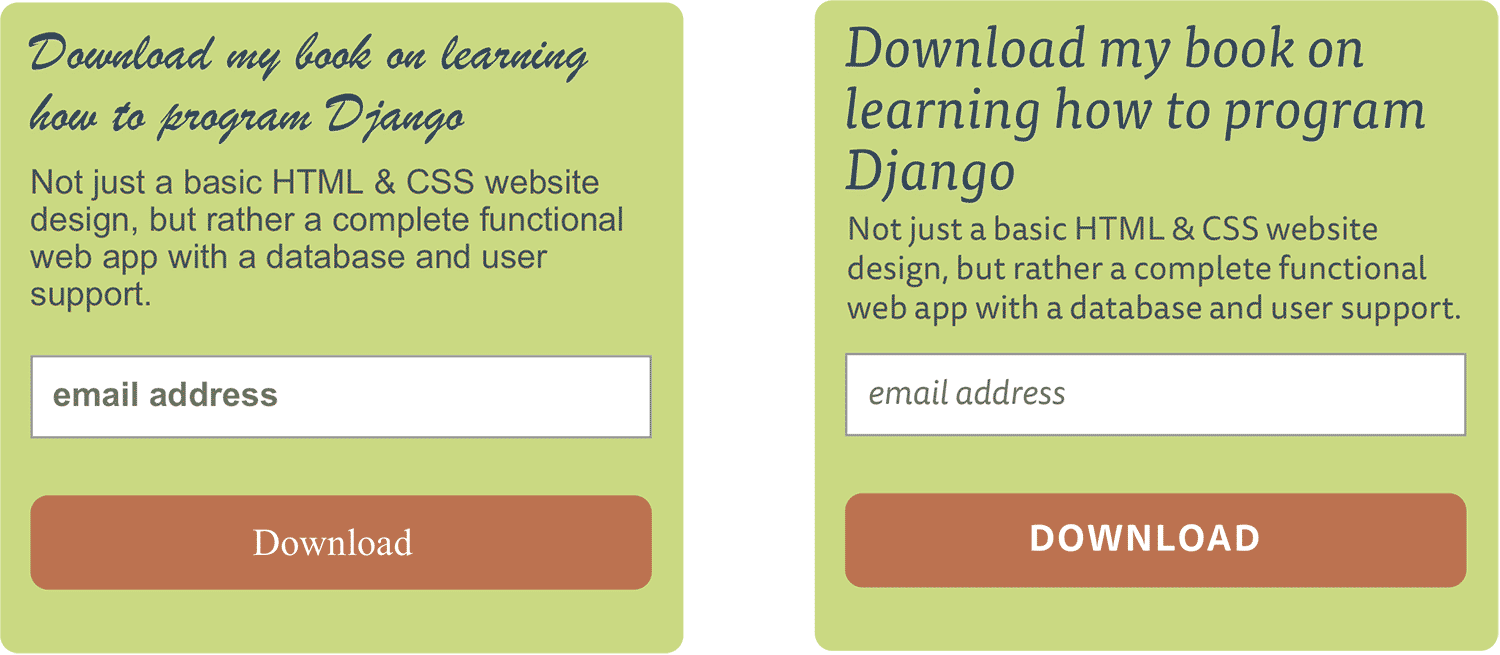 Download my book on learning
how to program Django
Not just a basic HTML & CSS website
design, but rather a complete functional
web app with a database and user
support.
email address
Download
Download my book on
learning how to program
Django
Not just a basic HTML & CSS website
design, but rather a complete functional
web app with a database and user support.
email address
DOWNLOAD